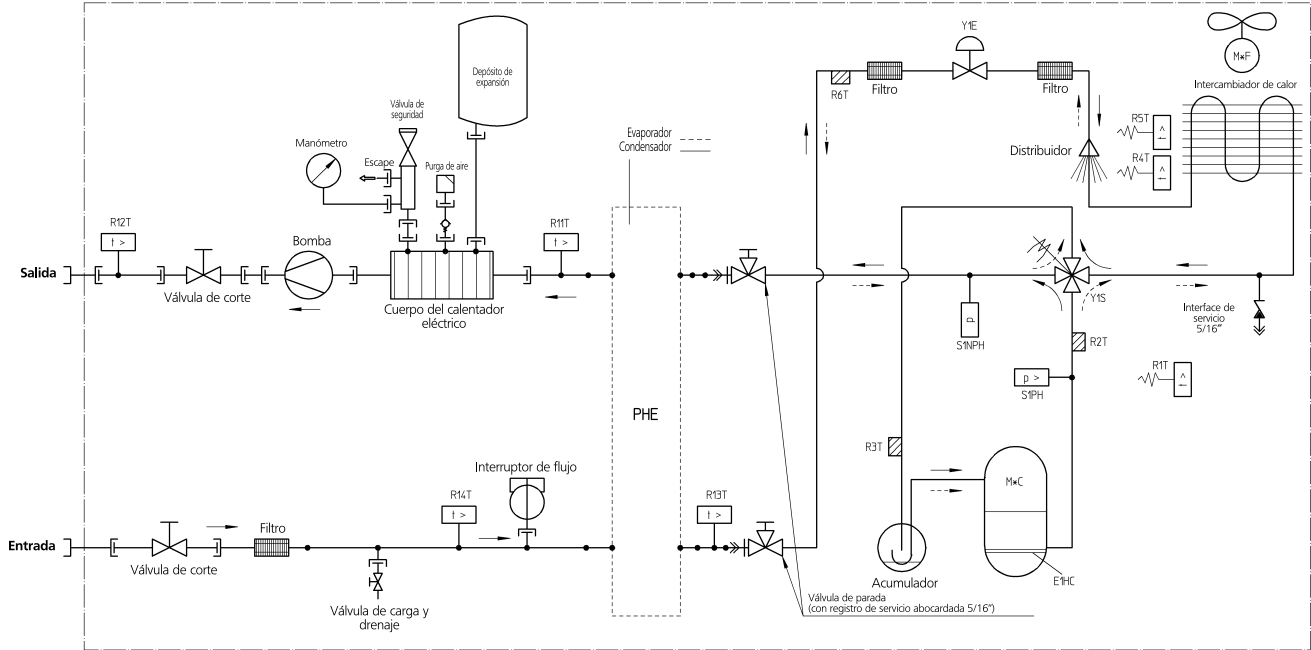 Y1E
M*F
Depósito de
expansión
R6T
Filtro
Filtro
Intercambiador de calor
Válvula de
seguridad
Manómetro
Escape
Purga de aire
Evaporador
Condensador
Distribuidor
R5T
R4T
R12T
t >
Bomba
R11T
t >
Salida
Válvula de corte
Cuerpo del calentador
eléctrico
Y1S
Interface de
servicio
5/16"
p
S1NPH
R2T
p >
S1PH
R1T
PHE
R3T
Interruptor de flujo
R14T
t >
R13T
t >
M*C
Entrada
Filtro
Válvula de corte
Acumulador
E1HC
Válvula de carga y
drenaje
Válvula de parada
(con registro de servicio abocardada 5/16")